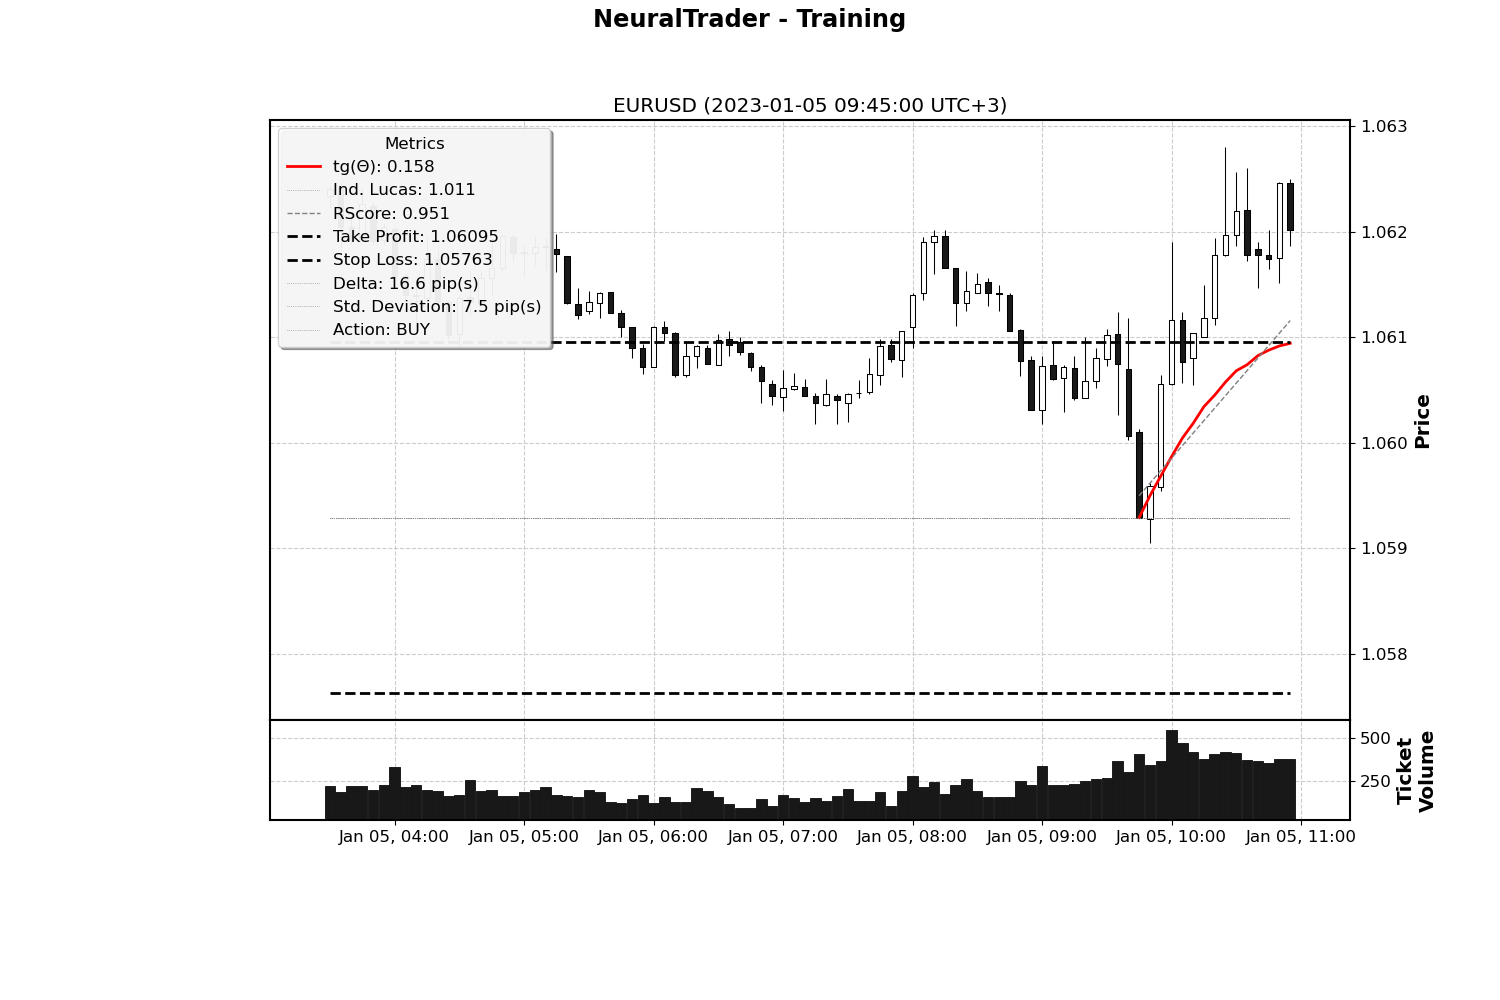 NeuralTrader - Training
EURUSD (2023-01-05 09:45:00 UTC+3)
Metrics
tg(Θ): 0.158
Ind. Lucas: 1.011
RScore: 0.951
Take Profit: 1.06095
Stop Loss: 1.05763
Delta: 16.6 pip(s)
Std. Deviation: 7.5 pip(s)
Action: BUY
1.063
1.062
1.061
1.060
1.059
1.058
Price
500
250
Ticket
Volume
Jan 05, 04:00
Jan 05, 05:00
Jan 05, 06:00
Jan 05, 07:00
Jan 05, 08:00
Jan 05, 09:00
Jan 05, 10:00
Jan 05, 11:00